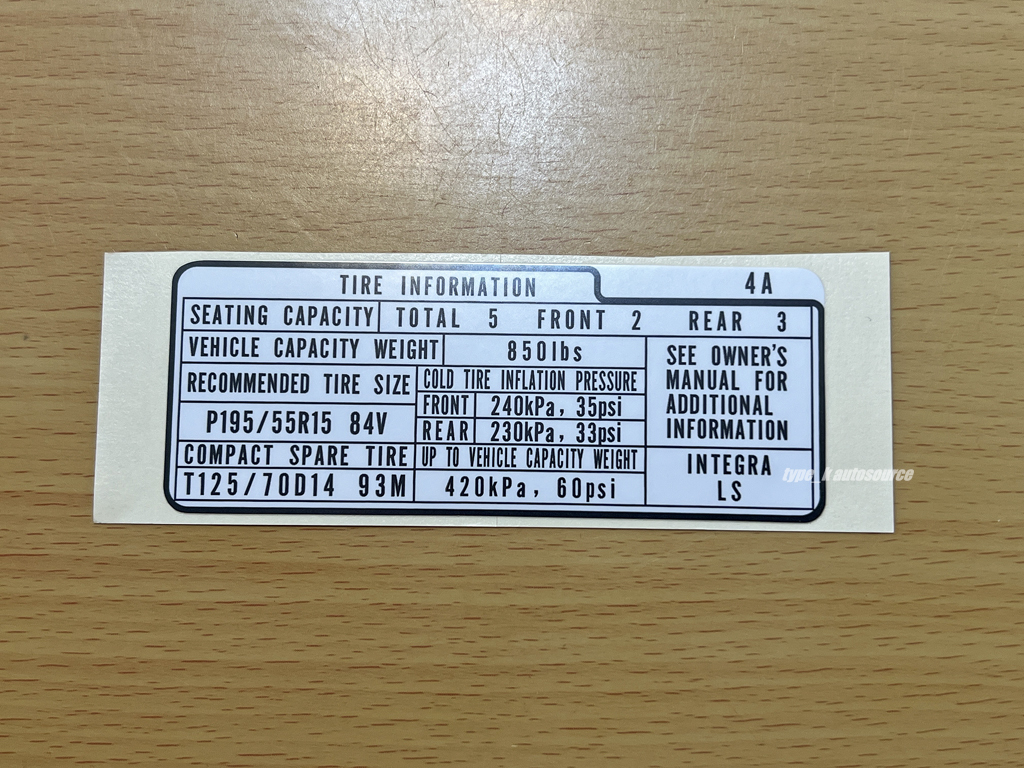 TIRE INFORMATION 4A
SEATING CAPACITY TOTAL 5 FRONT 2 REAR 3
VEHICLE CAPACITY WEIGHT 850lbs
RECOMMENDED TIRE SIZE
P195/55R15 84V
COLD TIRE INFLATION PRESSURE
FRONT 240kPa, 35psi
REAR 230kPa, 33psi
COMPACT SPARE TIRE
T125/70D14 93M
UP TO VEHICLE CAPACITY WEIGHT
420kPa, 60psi
SEE OWNER'S
MANUAL FOR
ADDITIONAL
INFORMATION
INTEGRA
LS
type_k autosource